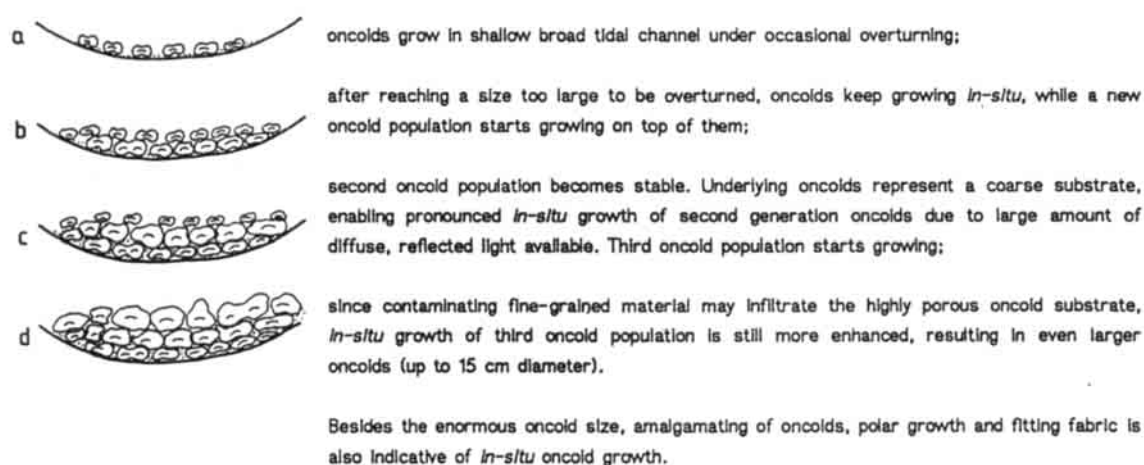 a oncoids grow in shallow broad tidal channel under occasional overturning;
after reaching a size too large to be overturned, oncoids keep growing in-situ, while a new
b oncoid population starts growing on top of them;
second oncoid population becomes stable. Underlying oncoids represent a coarse substrate,
c enabling pronounced in-situ growth of second generation oncoids due to large amount of
diffuse, reflected light available. Third oncoid population starts growing;
since contaminating fine-grained material may infiltrate the highly porous oncoid substrate,
d in-situ growth of third oncoid population is still more enhanced, resulting in even larger
oncoids (up to 15 cm diameter).
Besides the enormous oncoid size, amalgamating of oncoids, polar growth and fitting fabric is
also indicative of in-situ oncoid growth.